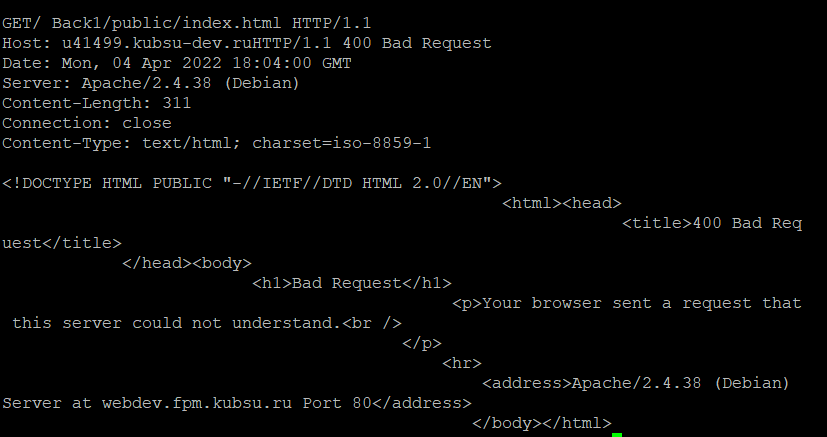 GET/ Back1/public/index.html HTTP/1.1
Host: u41499.kubsu-dev.ruHTTP/1.1 400 Bad Request
Date: Mon, 04 Apr 2022 18:04:00 GMT
Server: Apache/2.4.38 (Debian)
Content-Length: 311
Connection: close
Content-Type: text/html; charset=iso-8859-1
<!DOCTYPE HTML PUBLIC "-//IETF//DTD HTML 2.0//EN">
<html><head>
<title>400 Bad Req
uest</title>
</head><body>
<h1>Bad Request</h1>
<p>Your browser sent a request that
this server could not understand.<br />
</p>
<hr>
<address>Apache/2.4.38 (Debian)
Server at webdev.fpm.kubsu.ru Port 80</address>
</body></html>